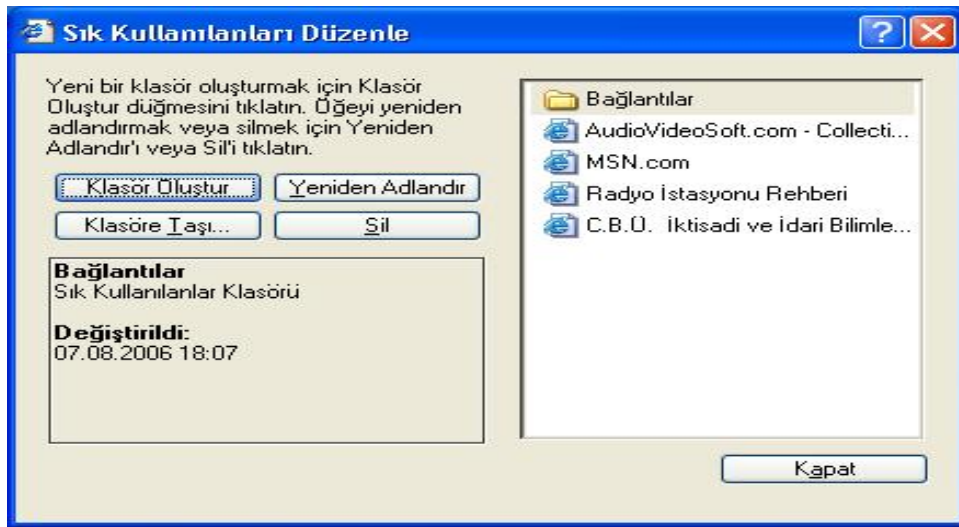 Sık Kullanılanları Düzenle
Yeni bir klasör oluşturmak için Klasör
Oluştur düğmesini tıklatın. Öğeyi yeniden
adlandırmak veya silmek için Yeniden
Adlandır'ı veya Sil'i tıklatın.
Klasör Oluştur
Yeniden Adlandır
Klasöre Taşı...
Sil
Bağlantılar
Sık Kullanılanlar Klasörü
Değiştirildi:
07.08.2006 18:07
Bağlantılar
AudioVideoSoft.com - Collecti...
MSN.com
Radyo İstasyonu Rehberi
C.B.Ü. İktisadi ve İdari Bilimle...
Kapat